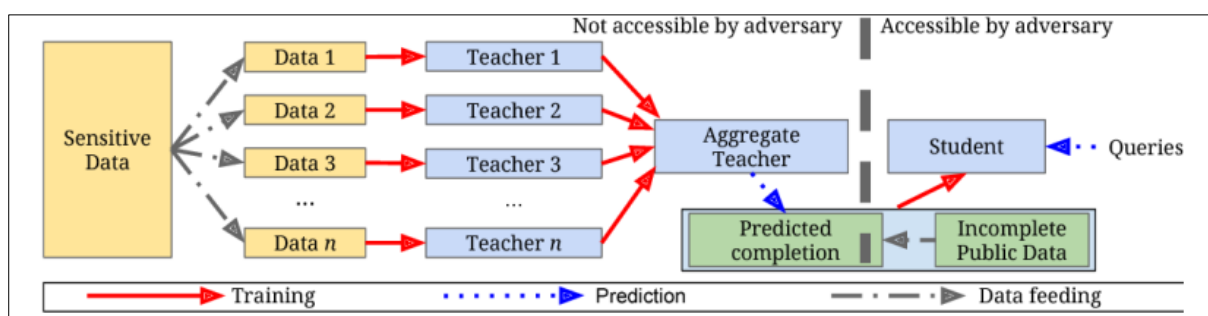 Not accessible by adversary
Accessible by adversary
Sensitive
Data
Data 1
Teacher 1
Data 2
Teacher 2
Data 3
Teacher 3
...
...
Data n
Teacher n
Aggregate
Teacher
Student
Queries
Predicted
completion
Incomplete
Public Data
Training
Prediction
Data feeding